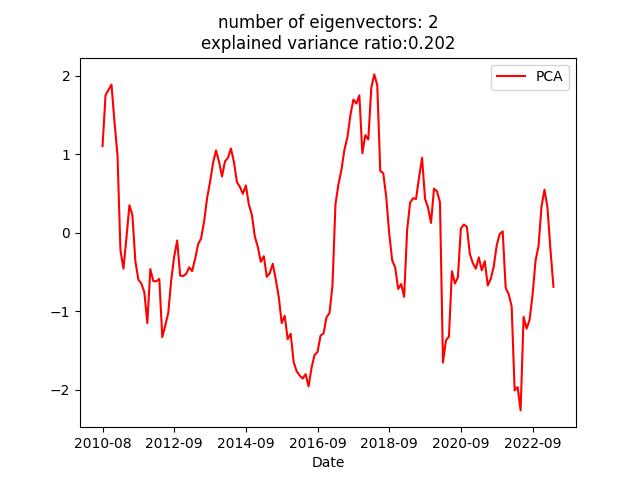 number of eigenvectors: 2
explained variance ratio:0.202
PCA
2
1
0
−1
−2
2010-08 2012-09 2014-09 2016-09 2018-09 2020-09 2022-09
Date